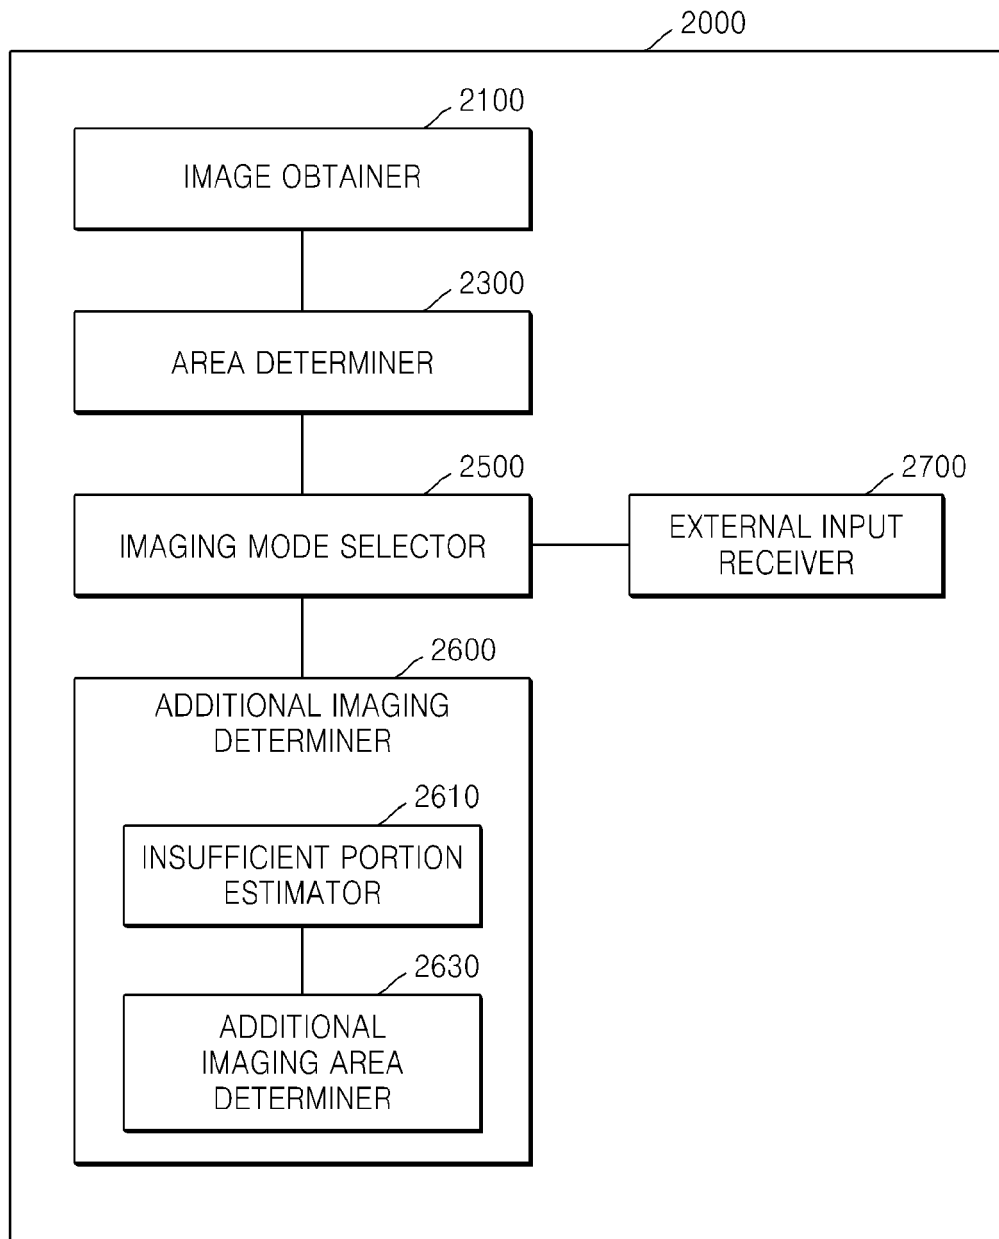 2000
2100
IMAGE OBTAINER
2300
AREA DETERMINER
2500
IMAGING MODE SELECTOR
2700
EXTERNAL INPUT
RECEIVER
2600
ADDITIONAL IMAGING
DETERMINER
2610
INSUFFICIENT PORTION
ESTIMATOR
2630
ADDITIONAL
IMAGING AREA
DETERMINER